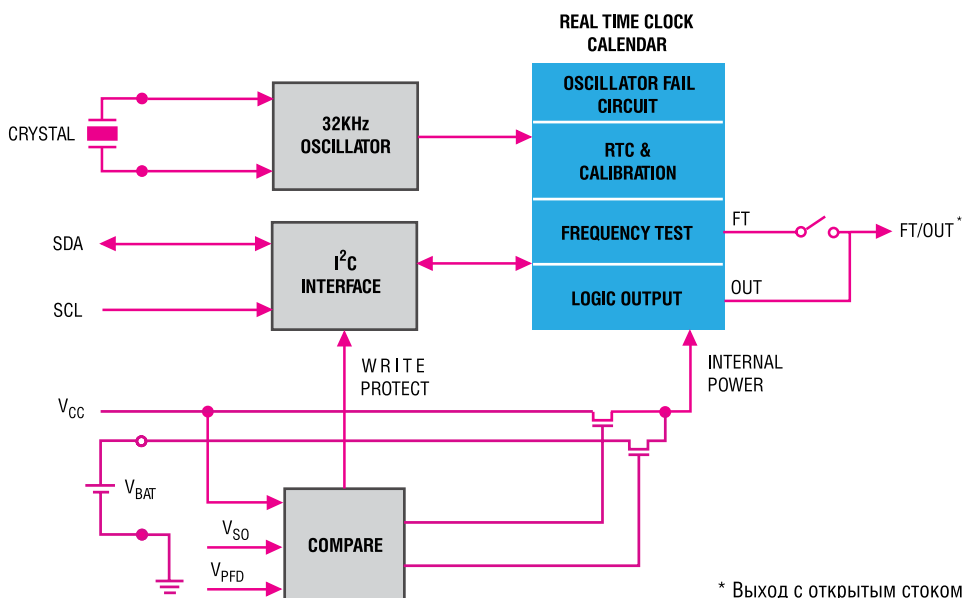 REAL TIME CLOCK
CALENDAR
CRYSTAL
32KHz
OSCILLATOR
OSCILLATOR FAIL
CIRCUIT
RTC &
CALIBRATION
FREQUENCY TEST
LOGIC OUTPUT
FT
FT/OUT*
OUT
SDA
SCL
I²C
INTERFACE
WRITE
PROTECT
INTERNAL
POWER
VCC
VBAT
VSO
VPFD
COMPARE
* Выход с открытым стоком